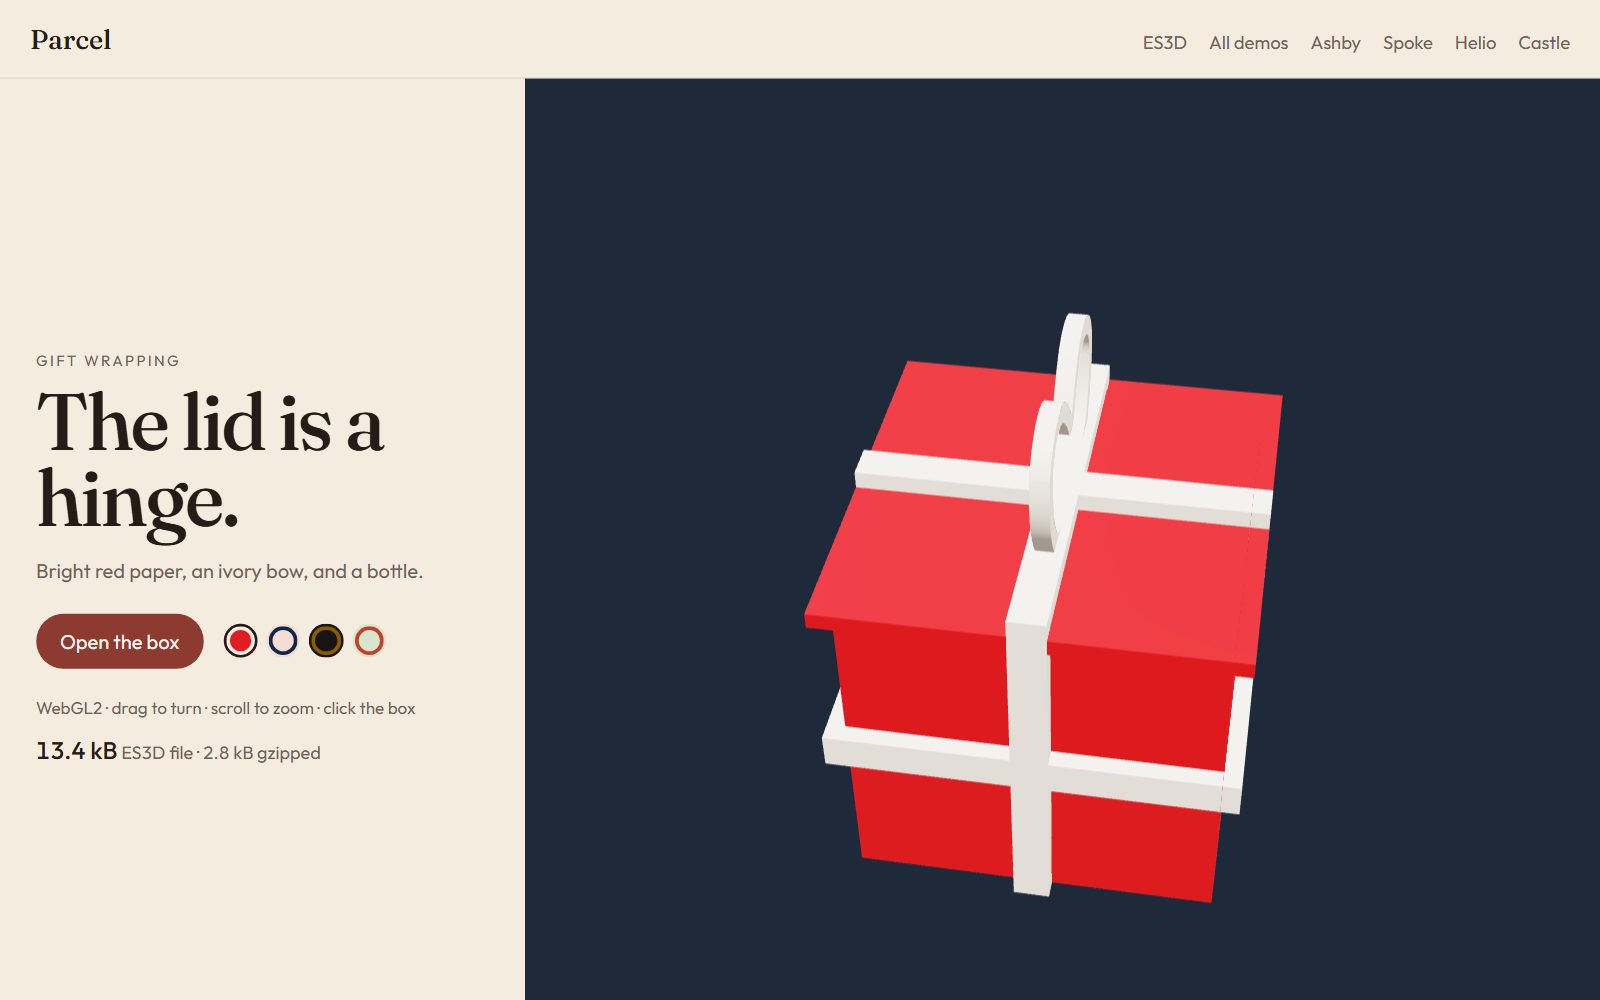 Parcel
ES3D All demos Ashby Spoke Helio Castle
GIFT WRAPPING
The lid is a
hinge.
Bright red paper, an ivory bow, and a bottle.
Open the box
WebGL2 · drag to turn · scroll to zoom · click the box
13.4 kB ES3D file · 2.8 kB gzipped